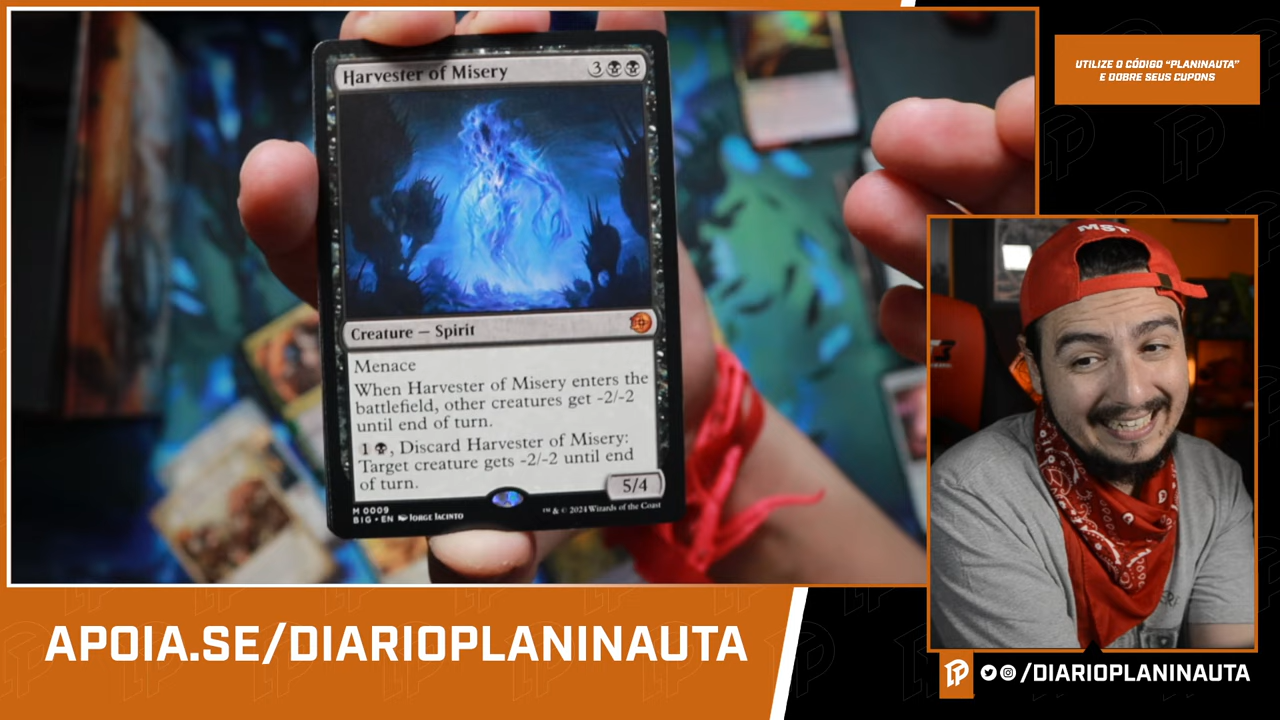 Harvester of Misery 3
Creature — Spirit
Menace
When Harvester of Misery enters the
battlefield, other creatures get -2/-2
until end of turn.
1 , Discard Harvester of Misery:
Target creature gets -2/-2 until end
of turn.
5/4
M 0009
BIG • EN JORGE JACINTO
™ & © 2024 Wizards of the Coast
UTILIZE O CÓDIGO “PLANINAUTA”
E DOBRE SEUS CUPONS
MST
APOIA.SE/DIARIOPLANINAUTA
/DIARIOPLANINAUTA